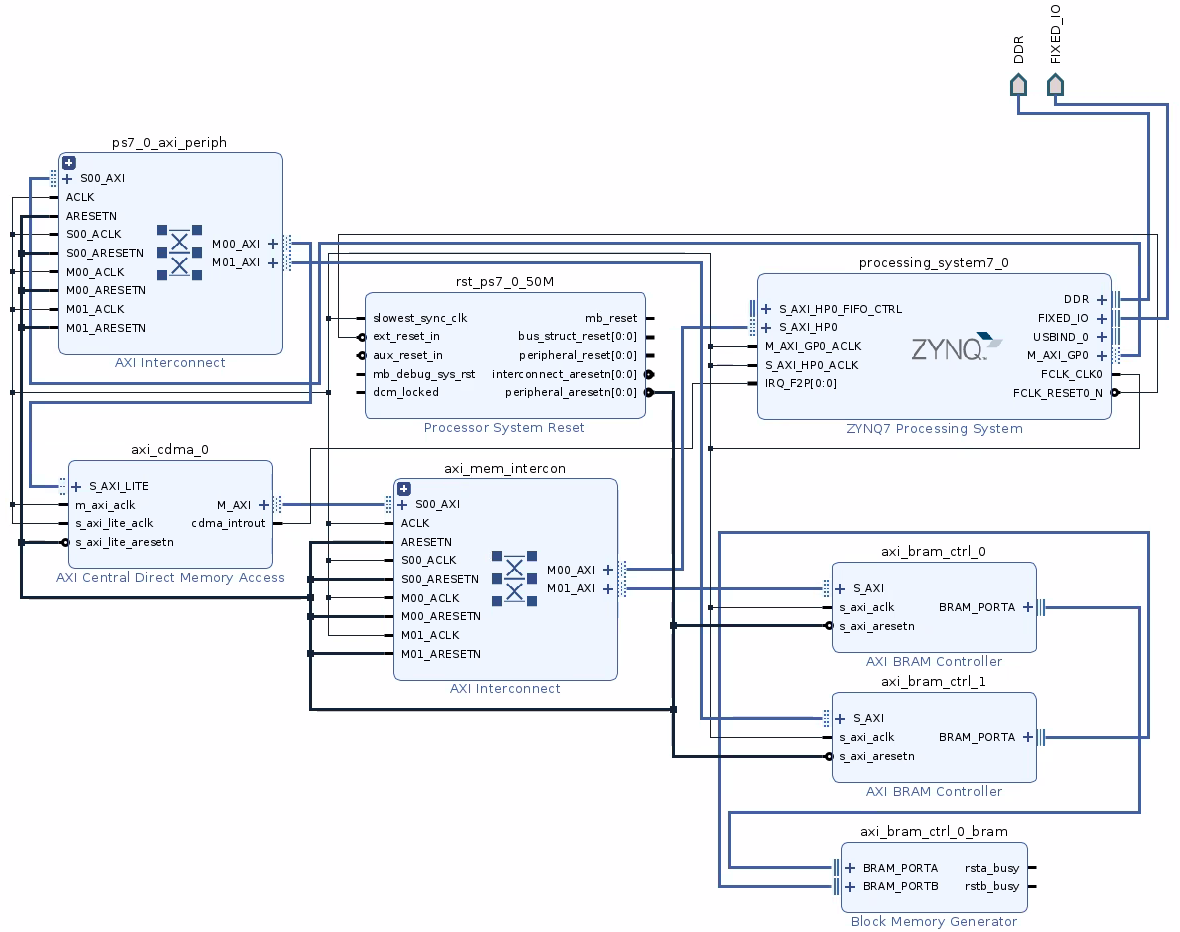 DDR
FIXED_IO
ps7_0_axi_periph
S00_AXI
ACLK
ARESETN
S00_ACLK
S00_ARESETN
M00_ACLK
M00_ARESETN
M01_ACLK
M01_ARESETN
M00_AXI
M01_AXI
AXI Interconnect
rst_ps7_0_50M
slowest_sync_clk
ext_reset_in
aux_reset_in
mb_debug_sys_rst
dcm_locked
mb_reset
bus_struct_reset[0:0]
peripheral_reset[0:0]
interconnect_aresetn[0:0]
peripheral_aresetn[0:0]
Processor System Reset
processing_system7_0
S_AXI_HP0_FIFO_CTRL
S_AXI_HP0
M_AXI_GP0_ACLK
S_AXI_HP0_ACLK
IRQ_F2P[0:0]
ZYNQ
DDR
FIXED_IO
USBIND_0
M_AXI_GP0
FCLK_CLK0
FCLK_RESET0_N
ZYNQ7 Processing System
axi_cdma_0
S_AXI_LITE
m_axi_aclk
s_axi_lite_aclk
s_axi_lite_aresetn
M_AXI
cdma_introut
AXI Central Direct Memory Access
axi_mem_intercon
S00_AXI
ACLK
ARESETN
S00_ACLK
S00_ARESETN
M00_ACLK
M00_ARESETN
M01_ACLK
M01_ARESETN
M00_AXI
M01_AXI
AXI Interconnect
axi_bram_ctrl_0
S_AXI
s_axi_aclk
s_axi_aresetn
BRAM_PORTA
AXI BRAM Controller
axi_bram_ctrl_1
S_AXI
s_axi_aclk
s_axi_aresetn
BRAM_PORTA
AXI BRAM Controller
axi_bram_ctrl_0_bram
BRAM_PORTA
BRAM_PORTB
rsta_busy
rstb_busy
Block Memory Generator